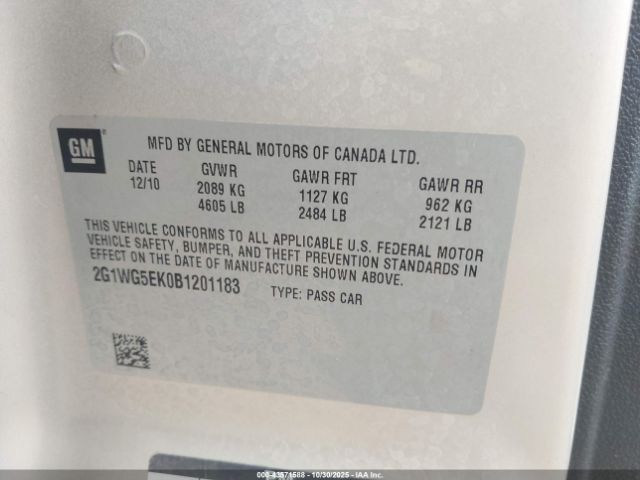 GM
®
MFD BY GENERAL MOTORS OF CANADA LTD.
DATE GVWR GAWR FRT GAWR RR
12/10 2089 KG 1127 KG 962 KG
4605 LB 2484 LB 2121 LB
THIS VEHICLE CONFORMS TO ALL APPLICABLE U.S. FEDERAL MOTOR
VEHICLE SAFETY, BUMPER, AND THEFT PREVENTION STANDARDS IN
EFFECT ON THE DATE OF MANUFACTURE SHOWN ABOVE.
2G1WG5EK0B1201183 TYPE: PASS CAR
000-43571588 - 10/30/2025 - IAA Inc.